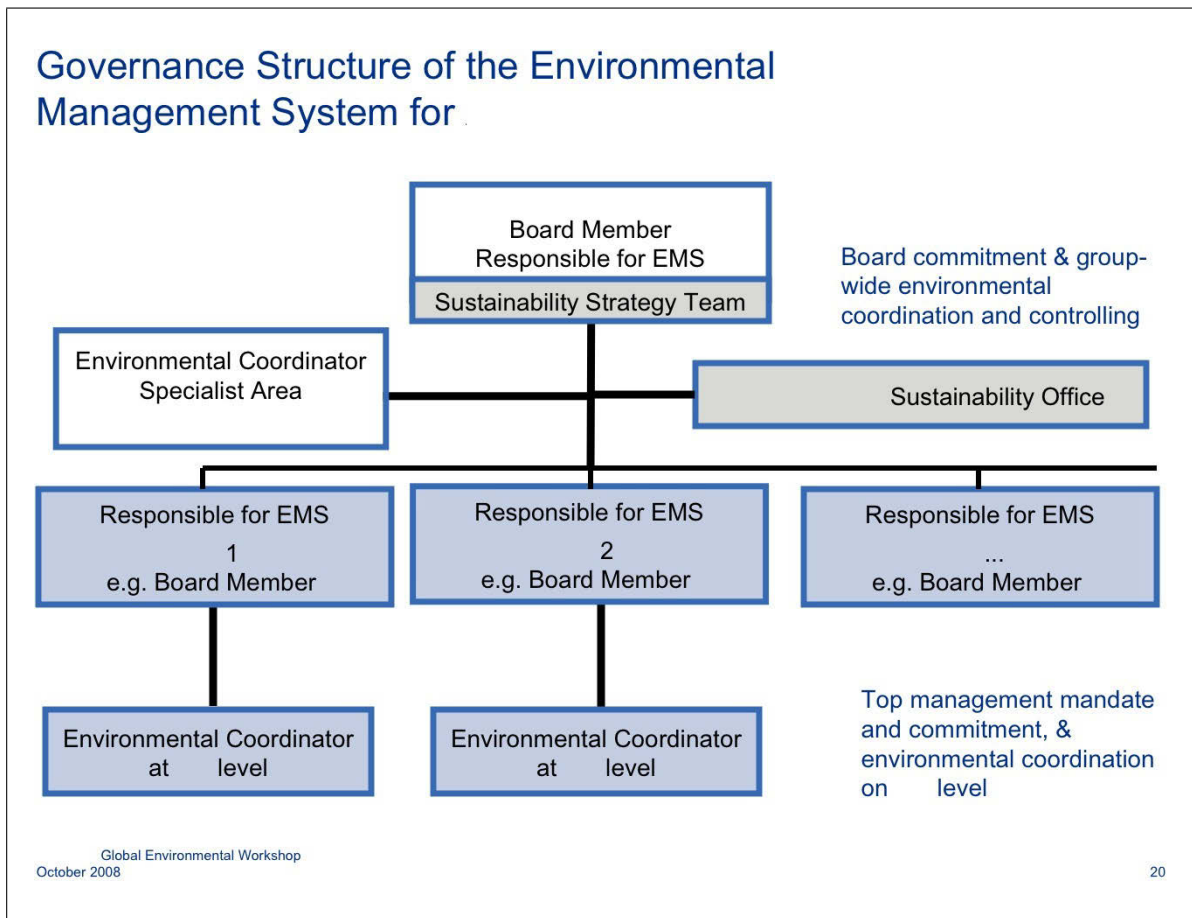 Governance Structure of the Environmental
Management System for
Board Member
Responsible for EMS
Sustainability Strategy Team
Board commitment & group-
wide environmental
coordination and controlling
Environmental Coordinator
Specialist Area
Sustainability Office
Responsible for EMS
1
e.g. Board Member
Responsible for EMS
2
e.g. Board Member
Responsible for EMS
...
e.g. Board Member
Environmental Coordinator
at level
Environmental Coordinator
at level
Top management mandate
and commitment, &
environmental coordination
on level
Global Environmental Workshop
October 2008
20